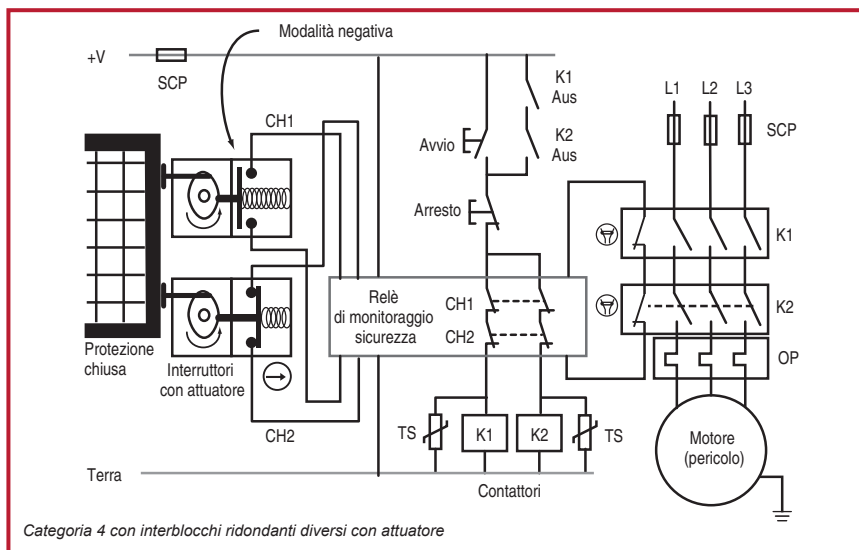 Modalità negativa
+V
SCP
CH1
K1
Aus
K2
Aus
L1
L2
L3
SCP
Avvio
Arresto
K1
K2
Relè
di monitoraggio
sicurezza
CH1
CH2
OP
Protezione
chiusa
Interruttori
con attuatore
CH2
TS
K1
K2
TS
Motore
(pericolo)
Terra
Contattori
Categoria 4 con interblocchi ridondanti diversi con attuatore